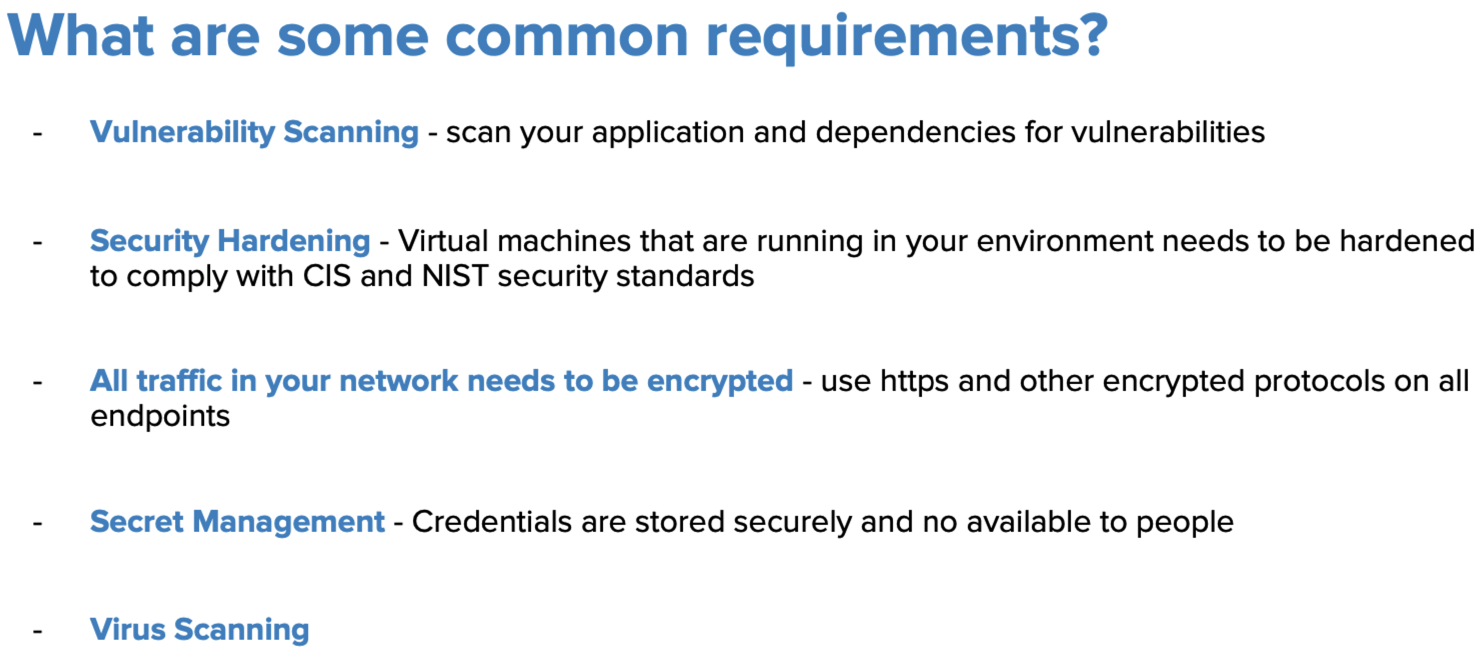 What are some common requirements?
- Vulnerability Scanning - scan your application and dependencies for vulnerabilities
- Security Hardening - Virtual machines that are running in your environment needs to be hardened
to comply with CIS and NIST security standards
- All traffic in your network needs to be encrypted - use https and other encrypted protocols on all
endpoints
- Secret Management - Credentials are stored securely and no available to people
- Virus Scanning